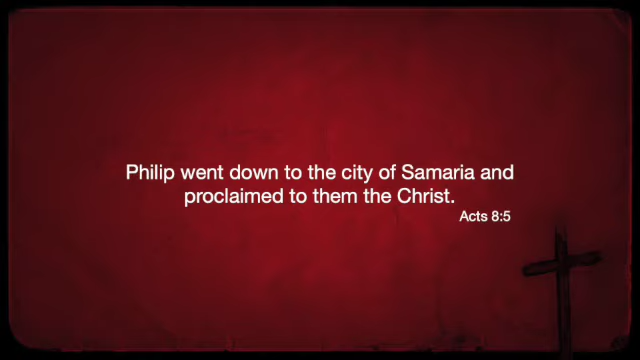 Philip went down to the city of Samaria and
proclaimed to them the Christ.
Acts 8:5